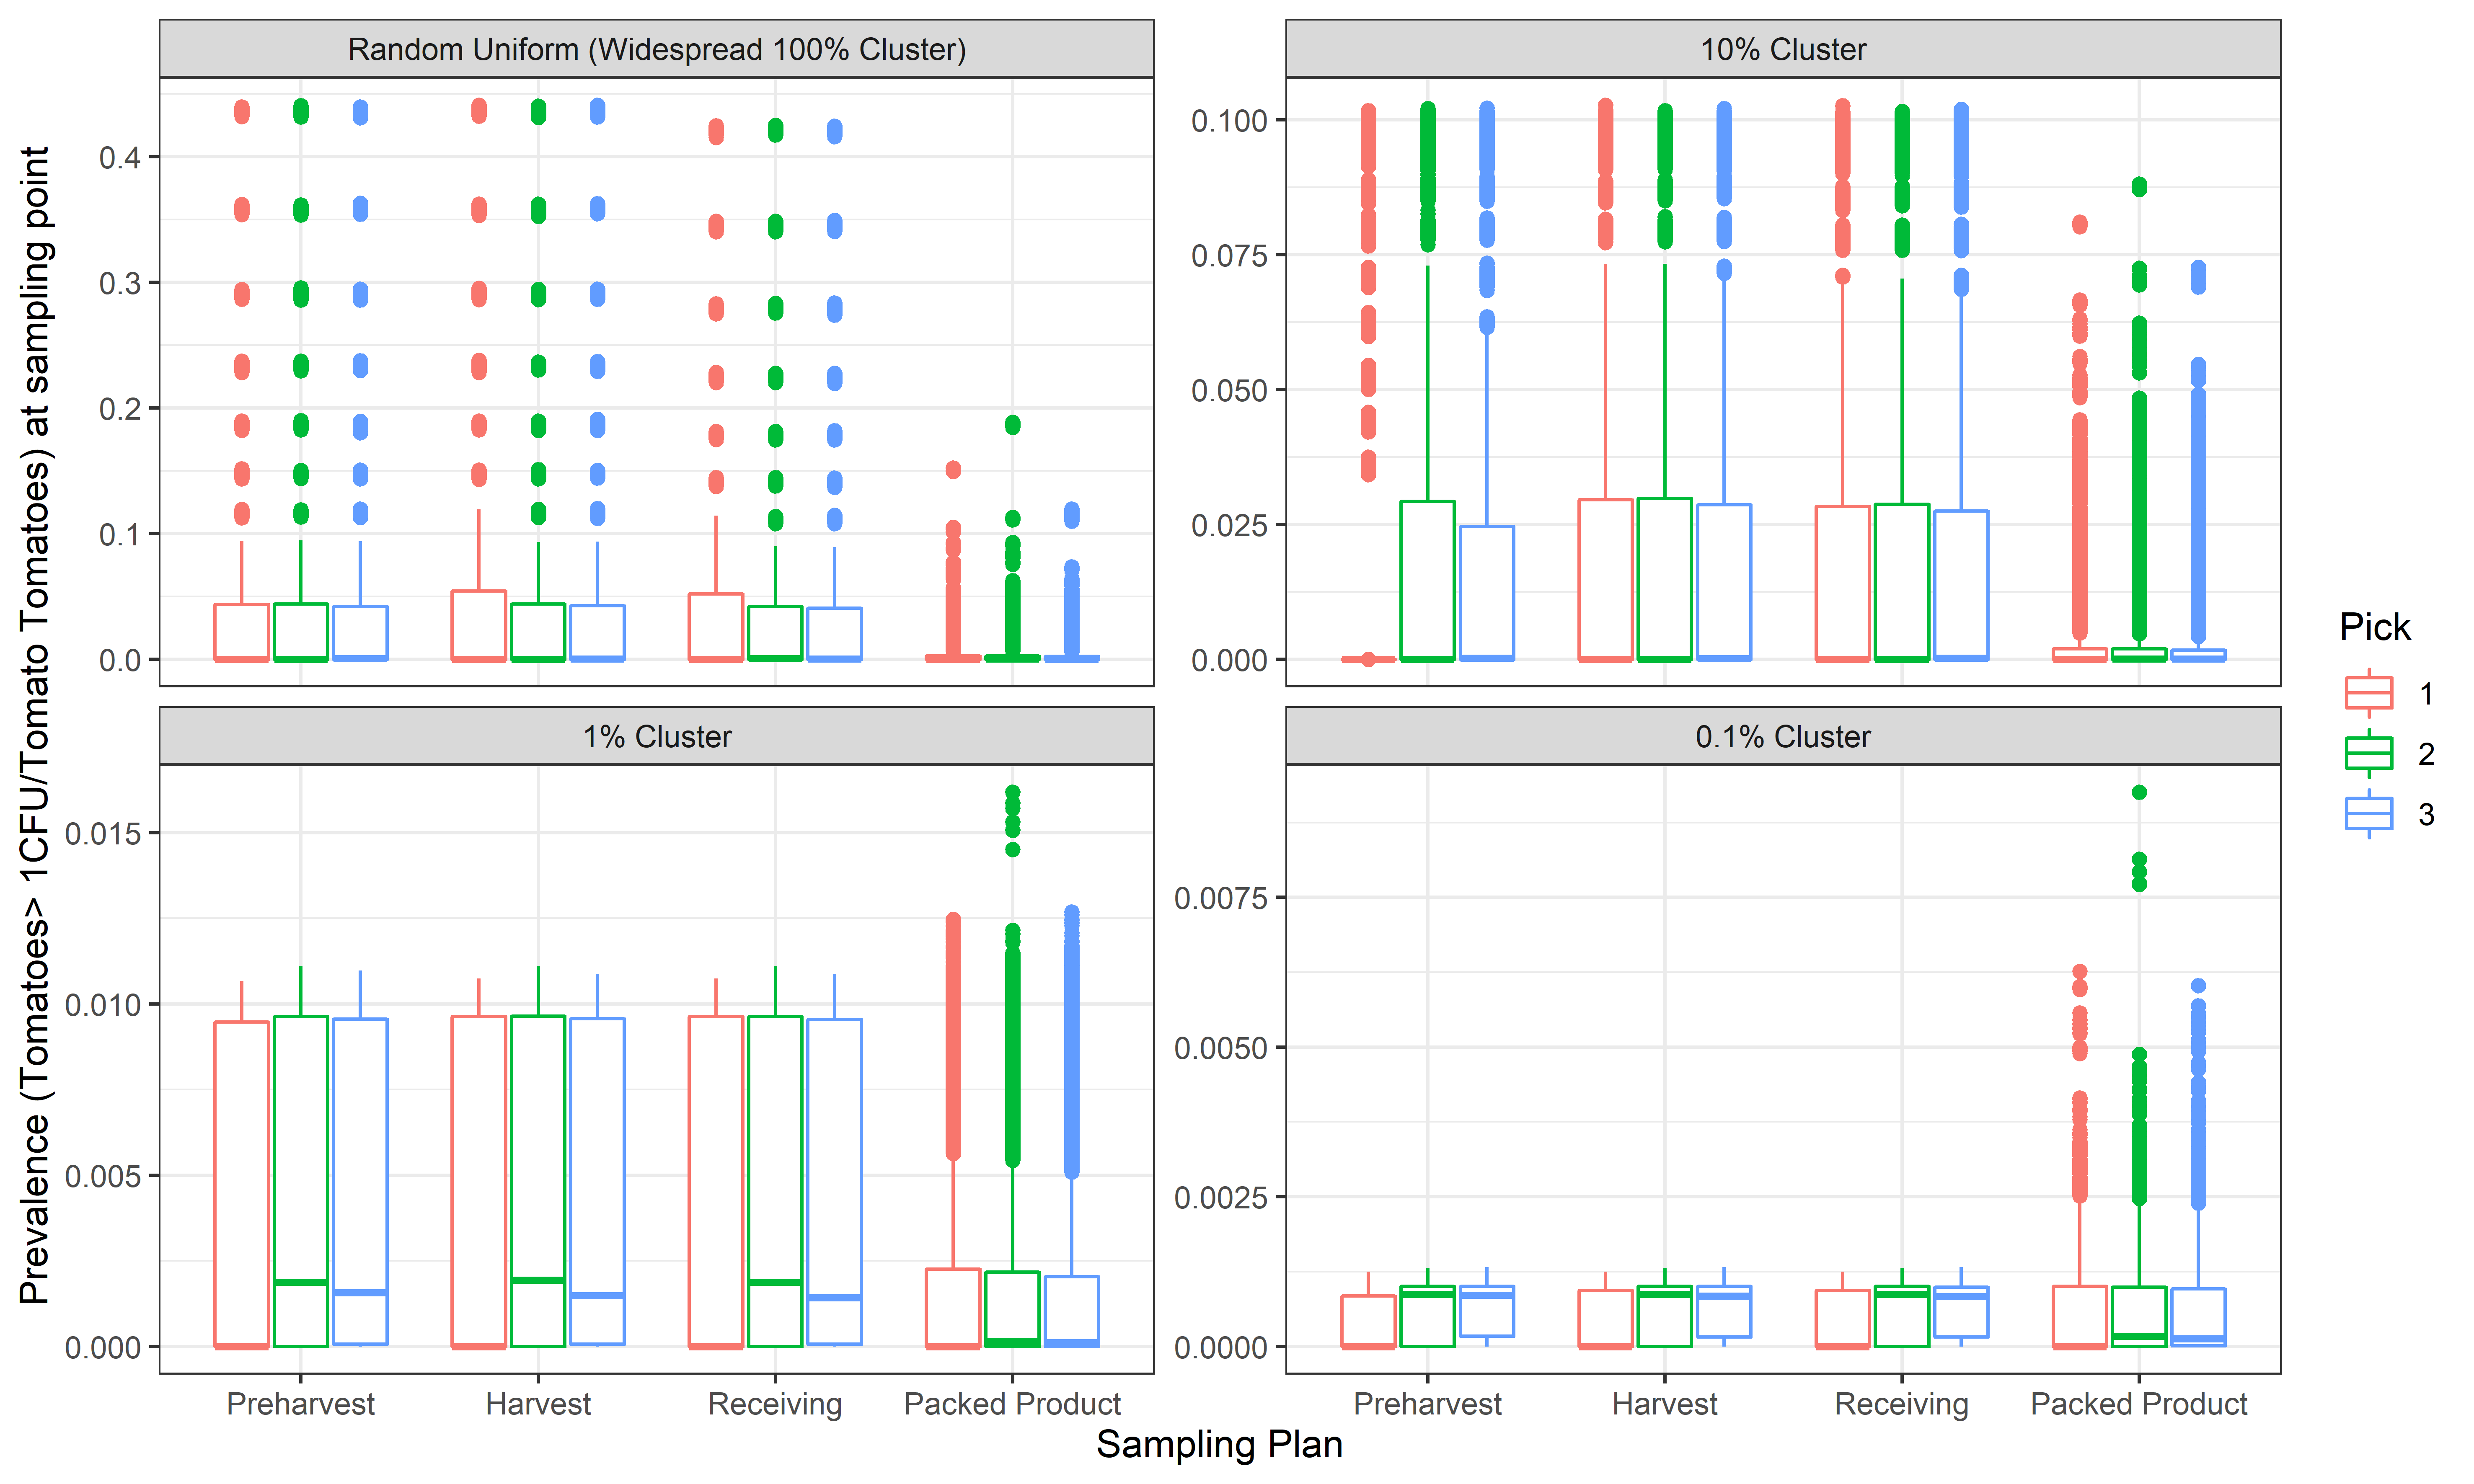 Random Uniform (Widespread 100% Cluster)
10% Cluster
0.4
0.3
0.2
0.1
0.0
0.100
0.075
0.050
0.025
0.000
1% Cluster
0.1% Cluster
0.015
0.010
0.005
0.000
0.0075
0.0050
0.0025
0.0000
Preharvest Harvest Receiving Packed Product
Preharvest Harvest Receiving Packed Product
Sampling Plan
Prevalence (Tomatoes> 1CFU/Tomato Tomatoes) at sampling point
Pick
1
2
3